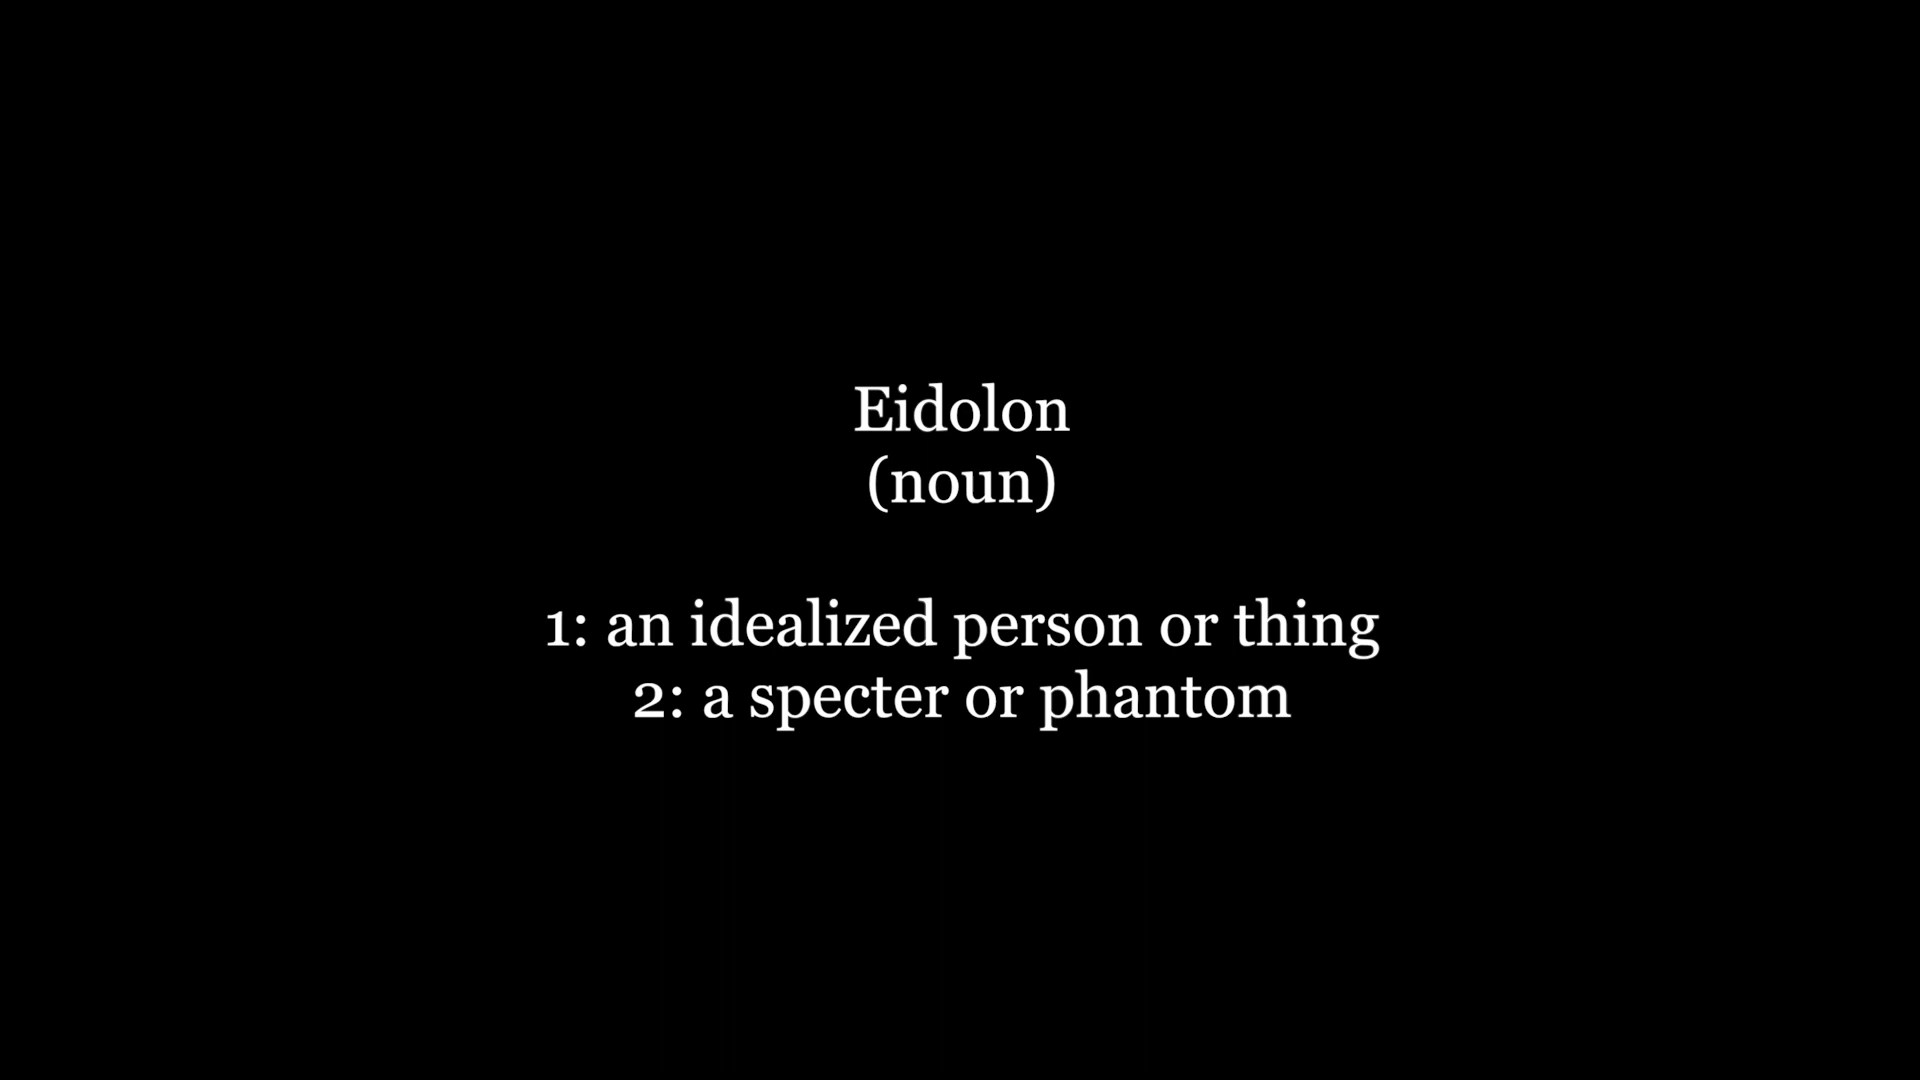 Eidolon
(noun)
1: an idealized person or thing
2: a specter or phantom